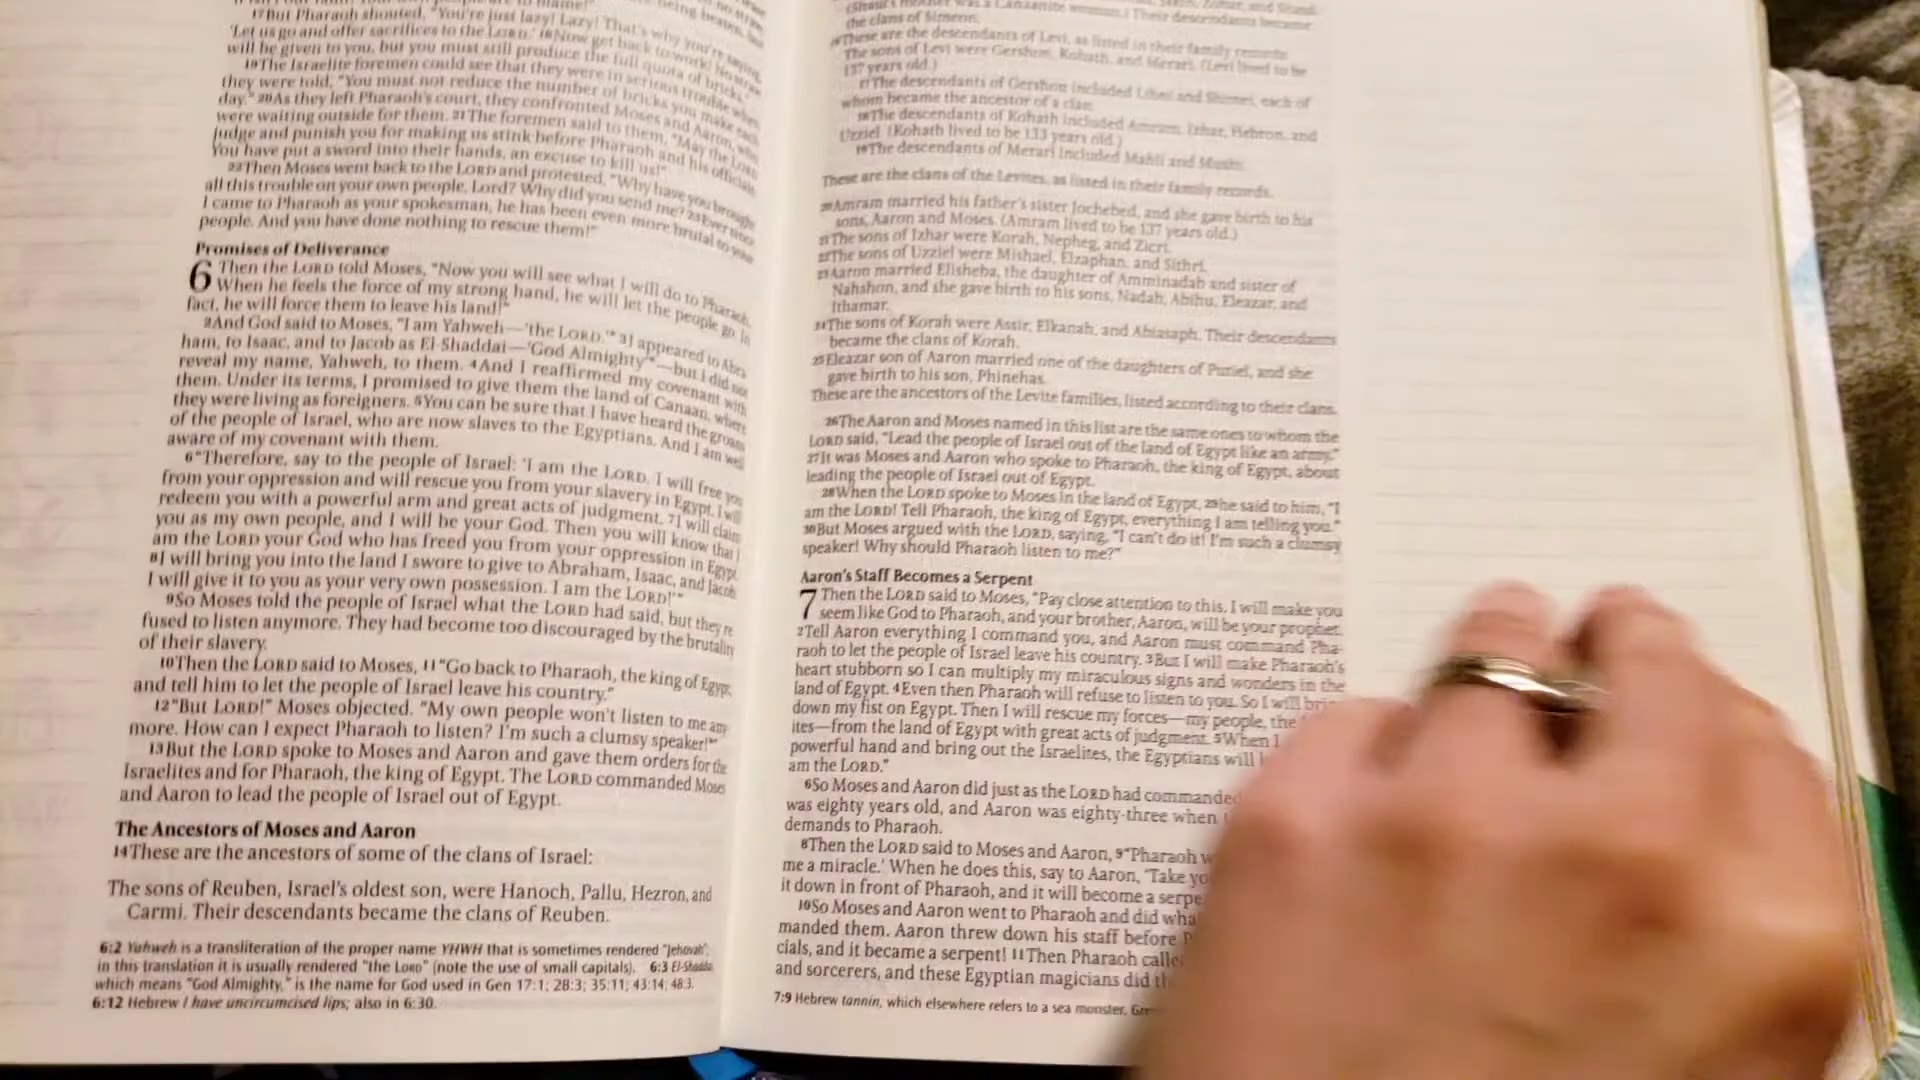 17But Pharaoh shouted, "You're just lazy! Lazy! That's why you're saying,
'Let us go and offer sacrifices to the LORD.' 18Now get back to work! No straw
will be given to you, but you must still produce the full quota of bricks."
19The Israelite foremen could see that they were in serious trouble when
they were told, "You must not reduce the number of bricks you make each
day." 20As they left Pharaoh's court, they confronted Moses and Aaron, who
were waiting outside for them. 21The foremen said to them, "May the LORD
judge and punish you for making us stink before Pharaoh and his officials.
You have put a sword into their hands, an excuse to kill us!"
22Then Moses went back to the LORD and protested, "Why have you brought
all this trouble on your own people, Lord? Why did you send me? 23Ever since
I came to Pharaoh as your spokesman, he has been even more brutal to your
people. And you have done nothing to rescue them!"
Promises of Deliverance
6 Then the LORD told Moses, "Now you will see what I will do to Pharaoh.
When he feels the force of my strong hand, he will let the people go. In
fact, he will force them to leave his land!"
2And God said to Moses, "I am Yahweh—'the LORD.'* 3I appeared to Abra
ham, to Isaac, and to Jacob as El-Shaddai—'God Almighty'*—but I did not
reveal my name, Yahweh, to them. 4And I reaffirmed my covenant with
them. Under its terms, I promised to give them the land of Canaan, where
they were living as foreigners. 5You can be sure that I have heard the groans
of the people of Israel, who are now slaves to the Egyptians. And I am well
aware of my covenant with them.
6"Therefore, say to the people of Israel: 'I am the LORD. I will free you
from your oppression and will rescue you from your slavery in Egypt. I will
redeem you with a powerful arm and great acts of judgment. 7I will claim
you as my own people, and I will be your God. Then you will know that I
am the LORD your God who has freed you from your oppression in Egypt.
8I will bring you into the land I swore to give to Abraham, Isaac, and Jacob.
I will give it to you as your very own possession. I am the LORD!'"
9So Moses told the people of Israel what the LORD had said, but they re
fused to listen anymore. They had become too discouraged by the brutality
of their slavery.
10Then the LORD said to Moses, 11"Go back to Pharaoh, the king of Egypt,
and tell him to let the people of Israel leave his country."
12"But LORD!" Moses objected. "My own people won't listen to me any
more. How can I expect Pharaoh to listen? I'm such a clumsy speaker!*"
13But the LORD spoke to Moses and Aaron and gave them orders for the
Israelites and for Pharaoh, the king of Egypt. The LORD commanded Moses
and Aaron to lead the people of Israel out of Egypt.
The Ancestors of Moses and Aaron
14These are the ancestors of some of the clans of Israel:
The sons of Reuben, Israel's oldest son, were Hanoch, Pallu, Hezron, and
Carmi. Their descendants became the clans of Reuben.
6:2 Yahweh is a transliteration of the proper name YHWH that is sometimes rendered "Jehovah";
in this translation it is usually rendered "the LORD" (note the use of small capitals). 6:3 El-Shaddai,
which means "God Almighty," is the name for God used in Gen 17:1; 28:3; 35:11; 43:14; 48:3.
6:12 Hebrew I have uncircumcised lips; also in 6:30.
(Shaul's mother was a Canaanite woman.) Their descendants became
the clans of Simeon.
16These are the descendants of Levi, as listed in their family records:
The sons of Levi were Gershon, Kohath, and Merari. (Levi lived to be
137 years old.)
17The descendants of Gershon included Libni and Shimei, each of
whom became the ancestor of a clan.
18The descendants of Kohath included Amram, Izhar, Hebron, and
Uzziel. (Kohath lived to be 133 years old.)
19The descendants of Merari included Mahli and Mushi.
These are the clans of the Levites, as listed in their family records.
20Amram married his father's sister Jochebed, and she gave birth to his
sons, Aaron and Moses. (Amram lived to be 137 years old.)
21The sons of Izhar were Korah, Nepheg, and Zicri.
22The sons of Uzziel were Mishael, Elzaphan, and Sithri.
23Aaron married Elisheba, the daughter of Amminadab and sister of
Nahshon, and she gave birth to his sons, Nadab, Abihu, Eleazar, and
Ithamar.
24The sons of Korah were Assir, Elkanah, and Abiasaph. Their descendants
became the clans of Korah.
25Eleazar son of Aaron married one of the daughters of Putiel, and she
gave birth to his son, Phinehas.
These are the ancestors of the Levite families, listed according to their clans.
26The Aaron and Moses named in this list are the same ones to whom the
LORD said, "Lead the people of Israel out of the land of Egypt like an army."
27It was Moses and Aaron who spoke to Pharaoh, the king of Egypt, about
leading the people of Israel out of Egypt.
28When the LORD spoke to Moses in the land of Egypt, 29he said to him, "I
am the LORD! Tell Pharaoh, the king of Egypt, everything I am telling you."
30But Moses argued with the LORD, saying, "I can't do it! I'm such a clumsy
speaker! Why should Pharaoh listen to me?"
Aaron's Staff Becomes a Serpent
7 Then the LORD said to Moses, "Pay close attention to this. I will make you
seem like God to Pharaoh, and your brother, Aaron, will be your prophet.
2Tell Aaron everything I command you, and Aaron must command Pha-
raoh to let the people of Israel leave his country. 3But I will make Pharaoh's
heart stubborn so I can multiply my miraculous signs and wonders in the
land of Egypt. 4Even then Pharaoh will refuse to listen to you. So I will bri
down my fist on Egypt. Then I will rescue my forces—my people, the
ites—from the land of Egypt with great acts of judgment. 5When I
powerful hand and bring out the Israelites, the Egyptians will
am the LORD."
6So Moses and Aaron did just as the LORD had commanded
was eighty years old, and Aaron was eighty-three when
demands to Pharaoh.
8Then the LORD said to Moses and Aaron, 9"Pharaoh w
me a miracle.' When he does this, say to Aaron, 'Take yo
it down in front of Pharaoh, and it will become a serpe
10So Moses and Aaron went to Pharaoh and did wha
manded them. Aaron threw down his staff before P
cials, and it became a serpent! 11Then Pharaoh calle
and sorcerers, and these Egyptian magicians did th
7:9 Hebrew tannin, which elsewhere refers to a sea monster. Gre